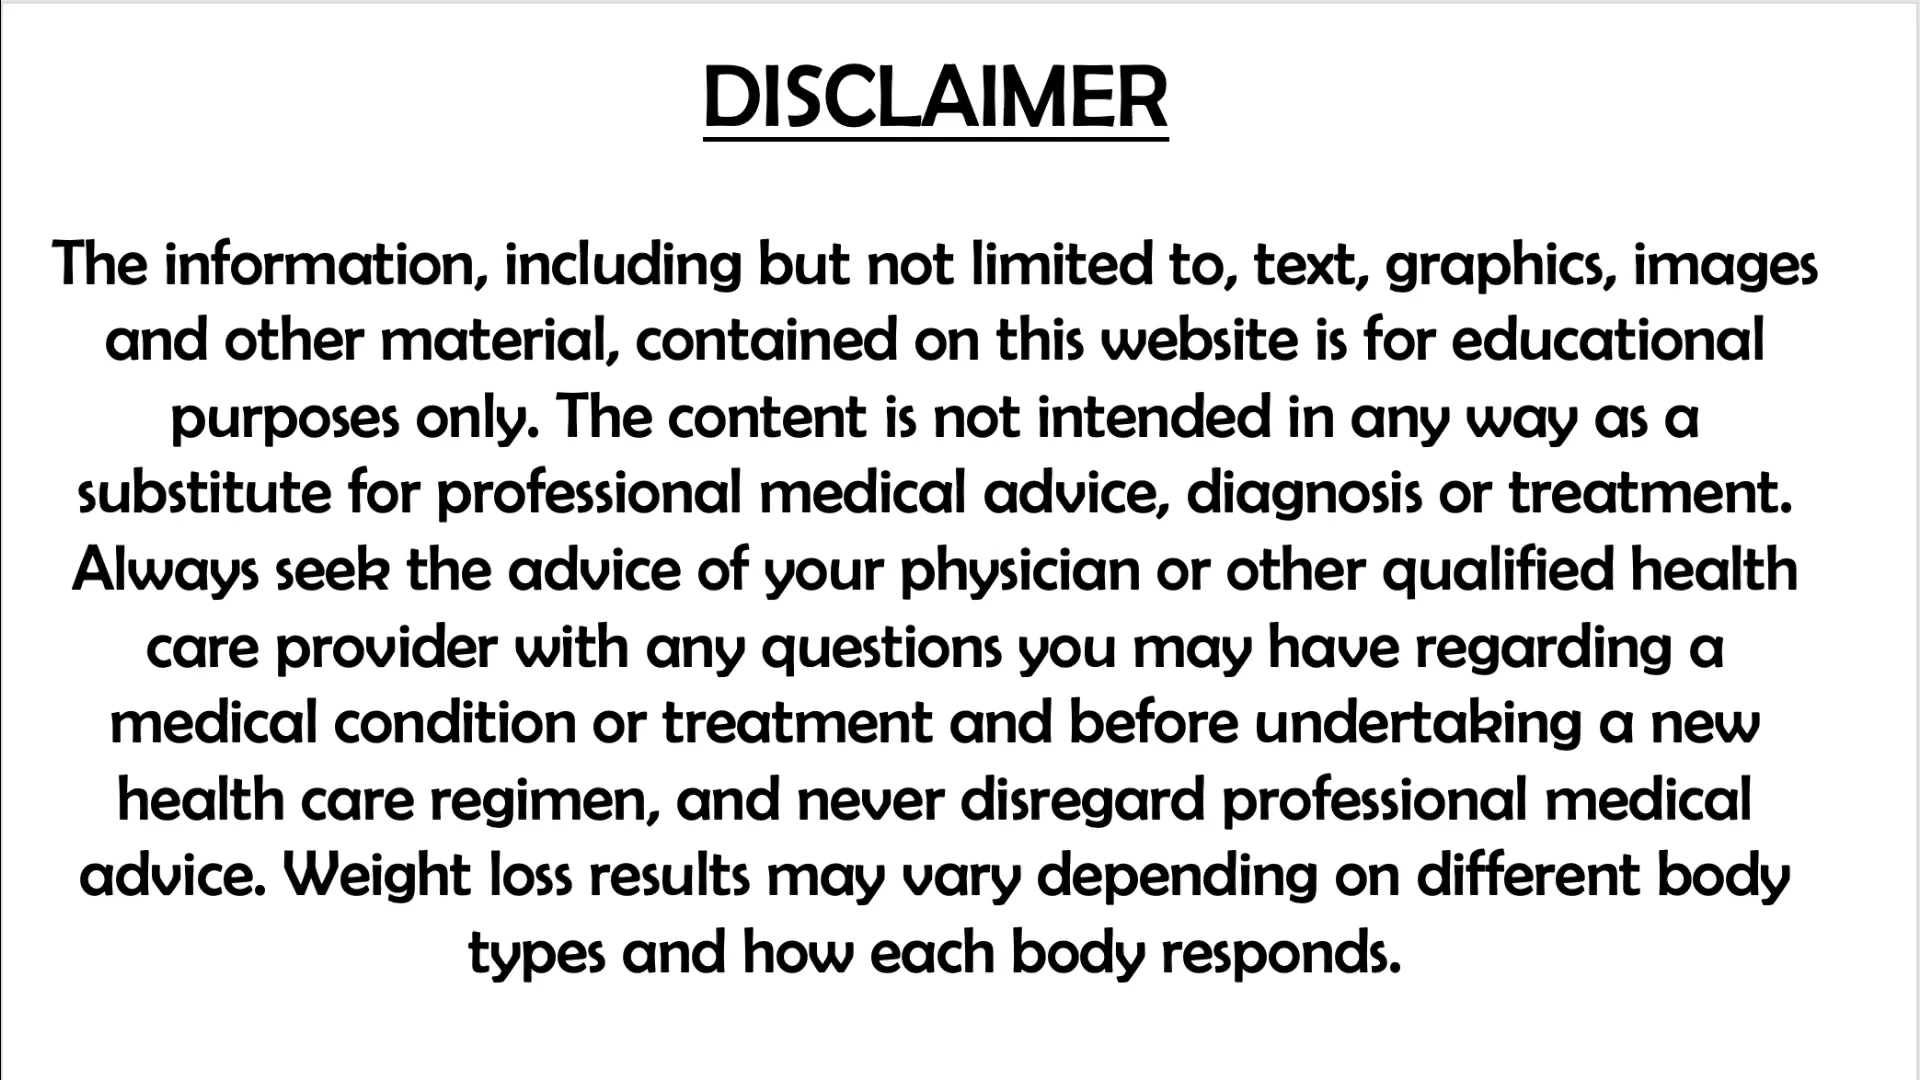 DISCLAIMER
The information, including but not limited to, text, graphics, images
and other material, contained on this website is for educational
purposes only. The content is not intended in any way as a
substitute for professional medical advice, diagnosis or treatment.
Always seek the advice of your physician or other qualified health
care provider with any questions you may have regarding a
medical condition or treatment and before undertaking a new
health care regimen, and never disregard professional medical
advice. Weight loss results may vary depending on different body
types and how each body responds.